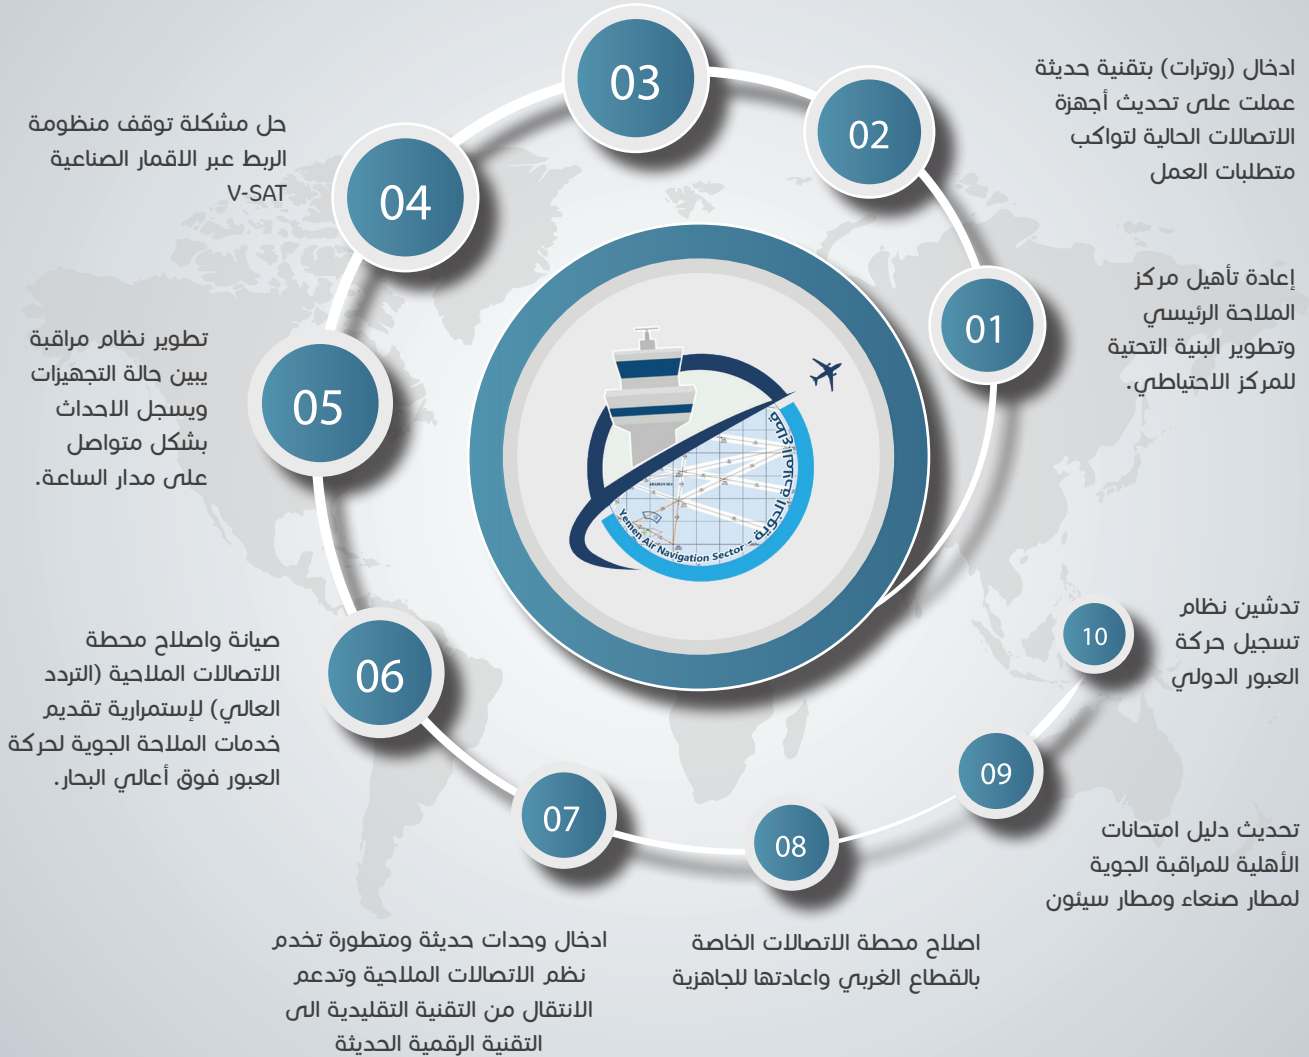 03
02
ادخال (روترات) بتقنية حديثة
عملت على تحديث أجهزة
الاتصالات الحالية لتواكب
متطلبات العمل
04
حل مشكلة توقف منظومة
الربط عبر الاقمار الصناعية
V-SAT
01
إعادة تأهيل مركز
الملاحة الرئيسي
وتطوير البنية التحتية
للمركز الاحتياطي.
05
تطوير نظام مراقبة
يبين حالة التجهيزات
ويسجل الاحداث
بشكل متواصل
على مدار الساعة.
قطاع الملاحة الجوية - Yemen Air Navigation Sector
10
تدشين نظام
تسجيل حركة
العبور الدولي
06
صيانة واصلاح محطة
الاتصالات الملاحية (التردد
العالي) لإستمرارية تقديم
خدمات الملاحة الجوية لحركة
العبور فوق أعالي البحار.
09
تحديث دليل امتحانات
الأهلية للمراقبة الجوية
لمطار صنعاء ومطار سيئون
08
اصلاح محطة الاتصالات الخاصة
بالقطاع الغربي واعادتها للجاهزية
07
ادخال وحدات حديثة ومتطورة تخدم
نظم الاتصالات الملاحية وتدعم
الانتقال من التقنية التقليدية الى
التقنية الرقمية الحديثة